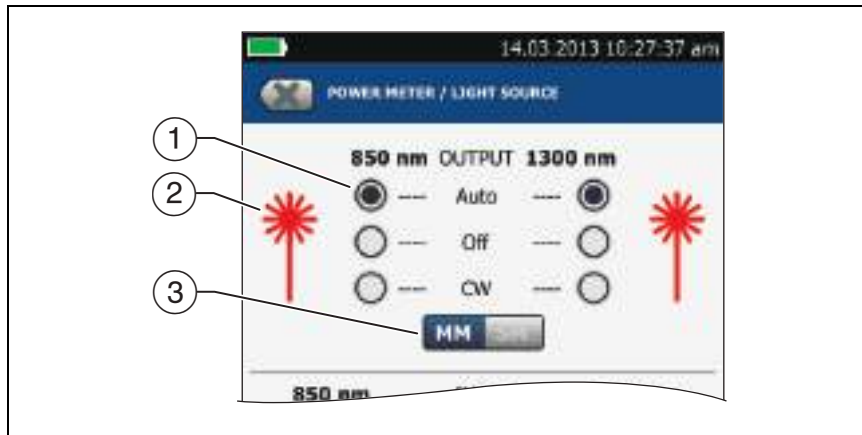 14.03.2013 10:27:37 am
POWER METER / LIGHT SOURCE
850 nm OUTPUT 1300 nm
1
---- Auto ----
2
---- Off ----
3
---- CW ----
MM
850 nm